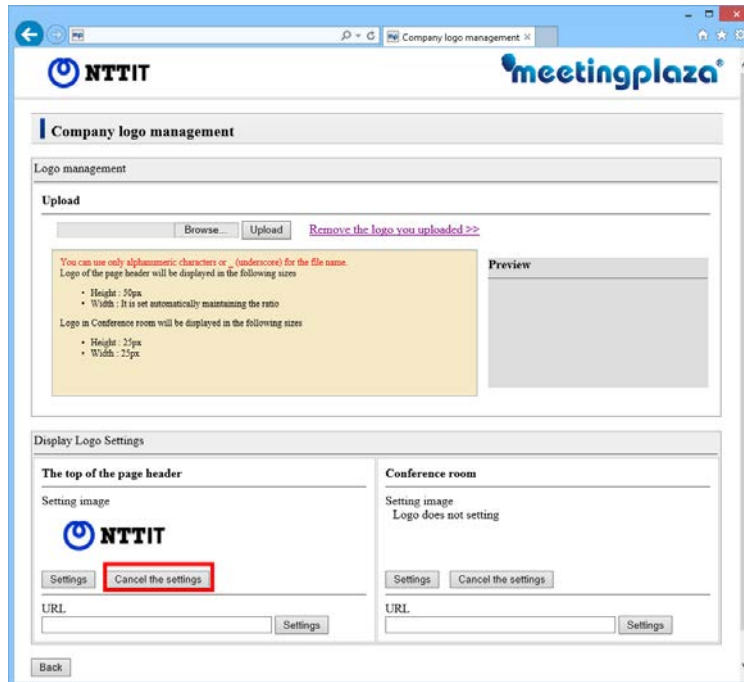 Company logo management ×
NTTIT
meetingplaza®
Company logo management
Logo management
Upload
Browse... Upload Remove the logo you uploaded >>
You can use only alphanumeric characters or _ (underscore) for the file name.
Logo of the page header will be displayed in the following sizes
• Height : 50px
• Width : It is set automatically maintaining the ratio
Logo in Conference room will be displayed in the following sizes
• Height : 25px
• Width : 25px
Preview
Display Logo Settings
The top of the page header
Setting image
NTTIT
Settings Cancel the settings
URL
Settings
Conference room
Setting image
Logo does not setting
Settings Cancel the settings
URL
Settings
Back